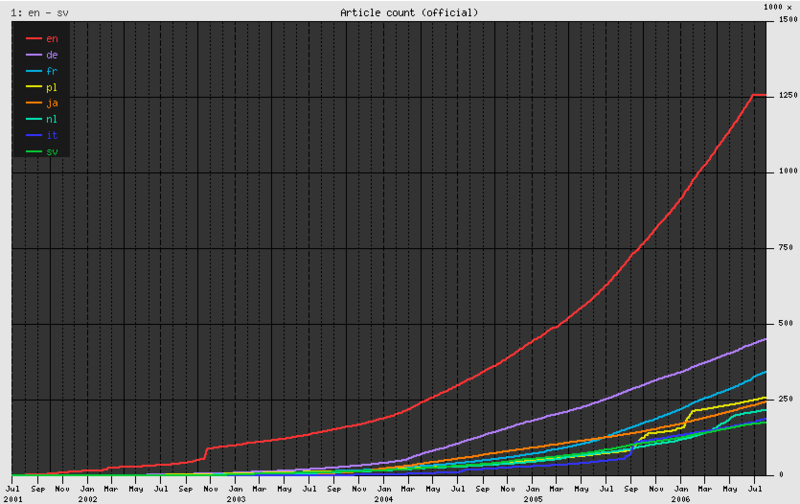 1: en - sv
Article count (official)
1000 x
1500
en
de
fr
pl
ja
nl
it
sv
1250
1000
750
500
250
0
Jul Sep Nov Jan Mar May Jul Sep Nov Jan Mar May Jul Sep Nov Jan Mar May Jul Sep Nov Jan Mar May Jul Sep Nov Jan Mar May Jul
2001 2002 2003 2004 2005 2006